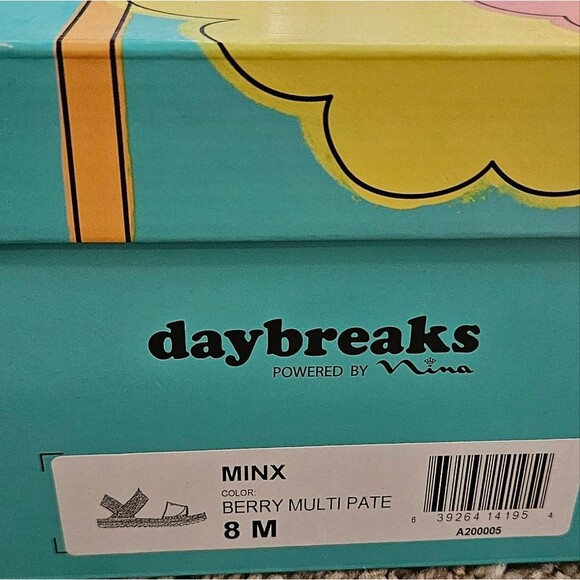 daybreaks
POWERED BY Nina
MINX
COLOR:
BERRY MULTI PATE
8 M
6 39264 14195 4
A200005